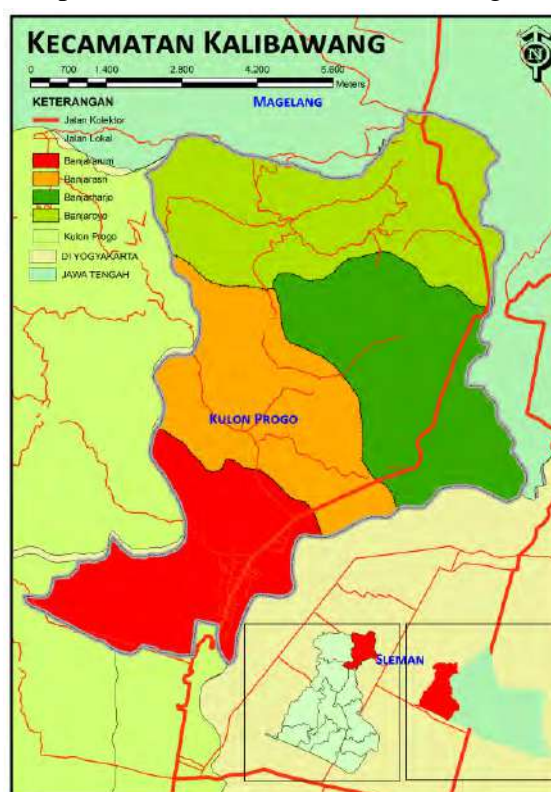 KECAMATAN KALIBAWANG
0 700 1.400 2.800 4.200 5.600
Meters
N
MAGELANG
KETERANGAN
Jalan Kolektor
Jalan Lokal
Banjararum
Banjarasri
Banjarharjo
Banjaroyo
Kulon Progo
DI YOGYAKARTA
JAWA TENGAH
KULON PROGO
SLEMAN